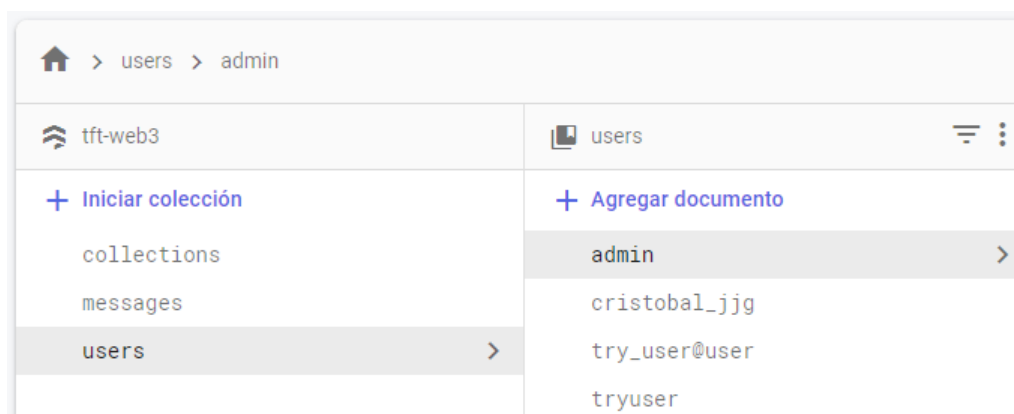 users > admin
tft-web3
users
+ Iniciar colección
+ Agregar documento
collections
admin
messages
cristobal_jjg
users
try_user@user
tryuser